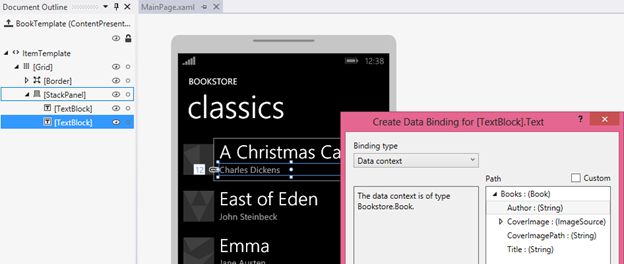 Document Outline
BookTemplate (ContentPresent
ItemTemplate
[Grid]
[Border]
[StackPanel]
[TextBlock]
[TextBlock]
MainPage.xaml
12:38
BOOKSTORE
classics
A Christmas Ca
12
Charles Dickens
East of Eden
John Steinbeck
Emma
Jane Austen
Create Data Binding for [TextBlock].Text
?
Binding type
Data context
The data context is of type
Bookstore.Book.
Path
Custom
Books : (Book)
Author : (String)
CoverImage : (ImageSource)
CoverImagePath : (String)
Title : (String)